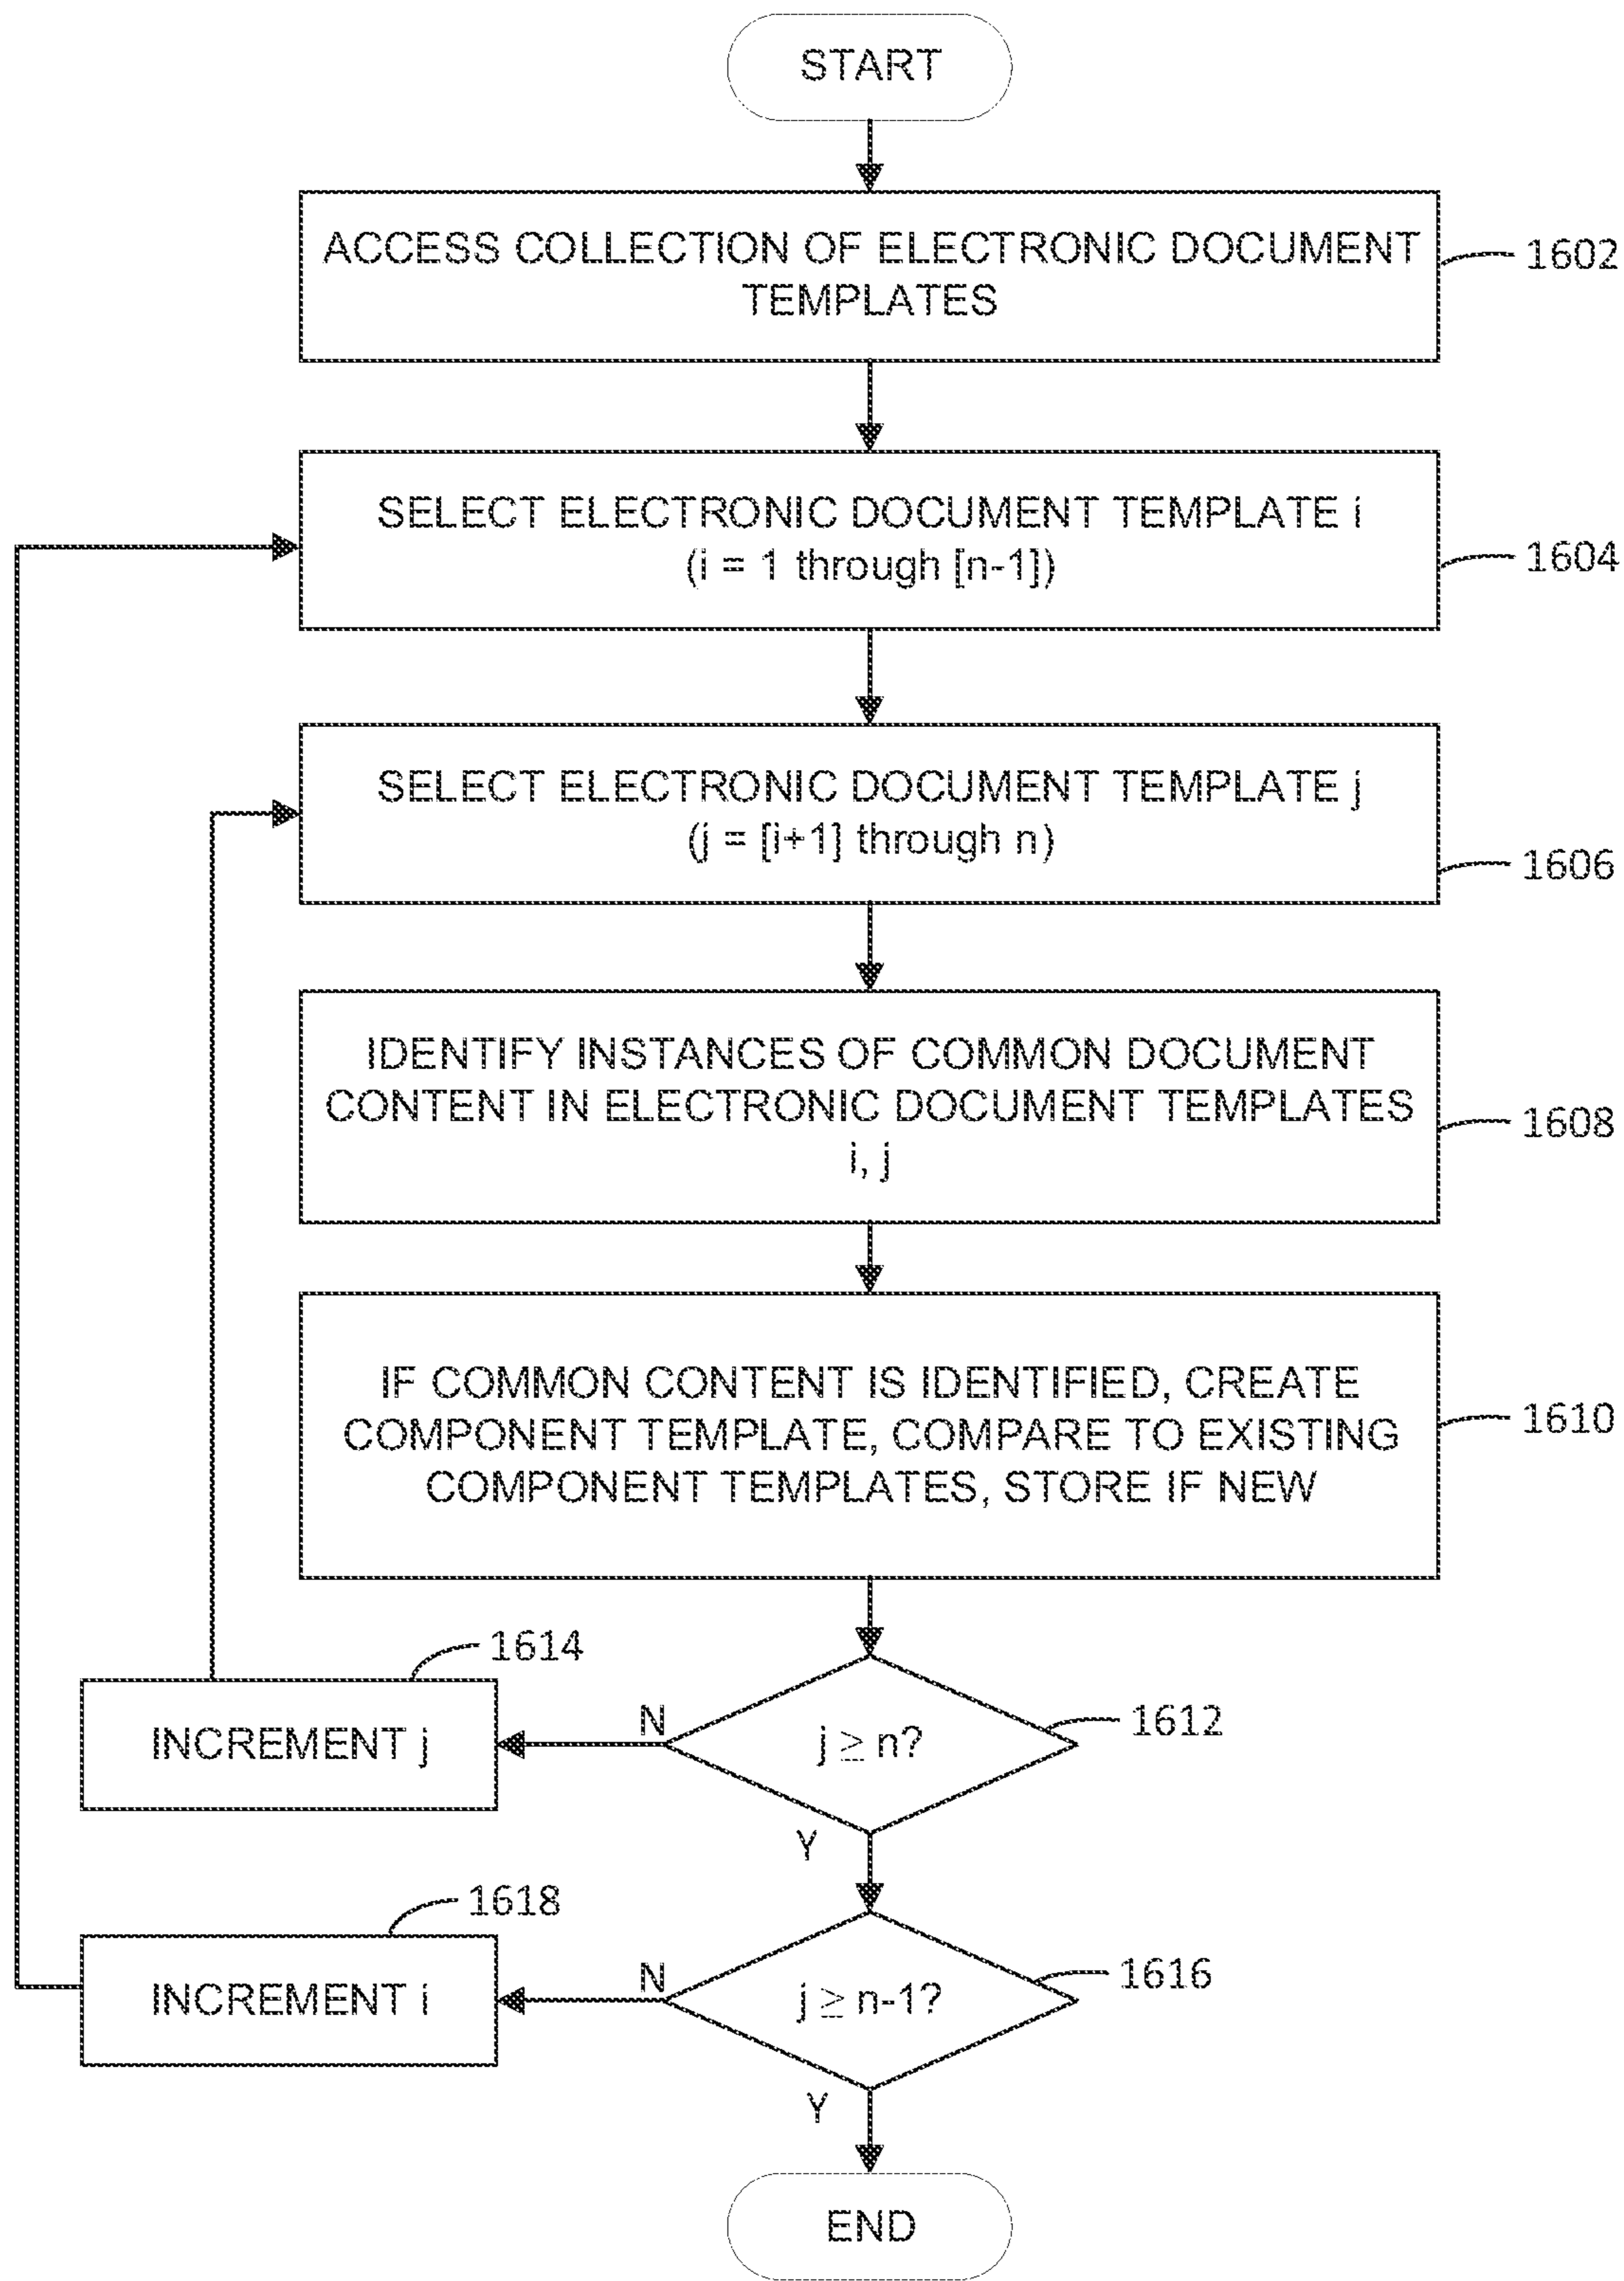 START
ACCESS COLLECTION OF ELECTRONIC DOCUMENT
TEMPLATES
1602
SELECT ELECTRONIC DOCUMENT TEMPLATE i
(i = 1 through [n-1])
1604
SELECT ELECTRONIC DOCUMENT TEMPLATE j
(j = [i+1] through n)
1606
IDENTIFY INSTANCES OF COMMON DOCUMENT
CONTENT IN ELECTRONIC DOCUMENT TEMPLATES
i, j
1608
IF COMMON CONTENT IS IDENTIFIED, CREATE
COMPONENT TEMPLATE, COMPARE TO EXISTING
COMPONENT TEMPLATES, STORE IF NEW
1610
1614
INCREMENT j
N
j ≥ n?
1612
Y
1618
INCREMENT i
N
j ≥ n-1?
1616
Y
END